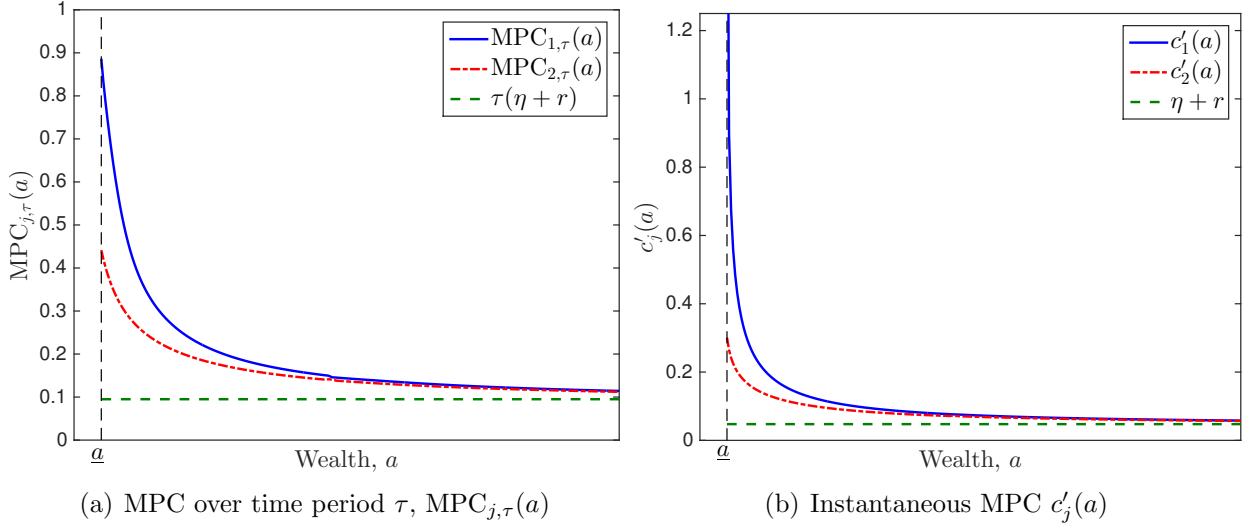 1
0.9
0.8
0.7
0.6
0.5
0.4
0.3
0.2
0.1
0
MPC_{j,τ}(a)
MPC_{1,τ}(a)
MPC_{2,τ}(a)
τ(η + r)
a
Wealth, a
(a) MPC over time period τ, MPC_{j,τ}(a)
1.2
1
0.8
0.6
0.4
0.2
0
c'_j(a)
c'_1(a)
c'_2(a)
η + r
a
Wealth, a
(b) Instantaneous MPC c'_j(a)